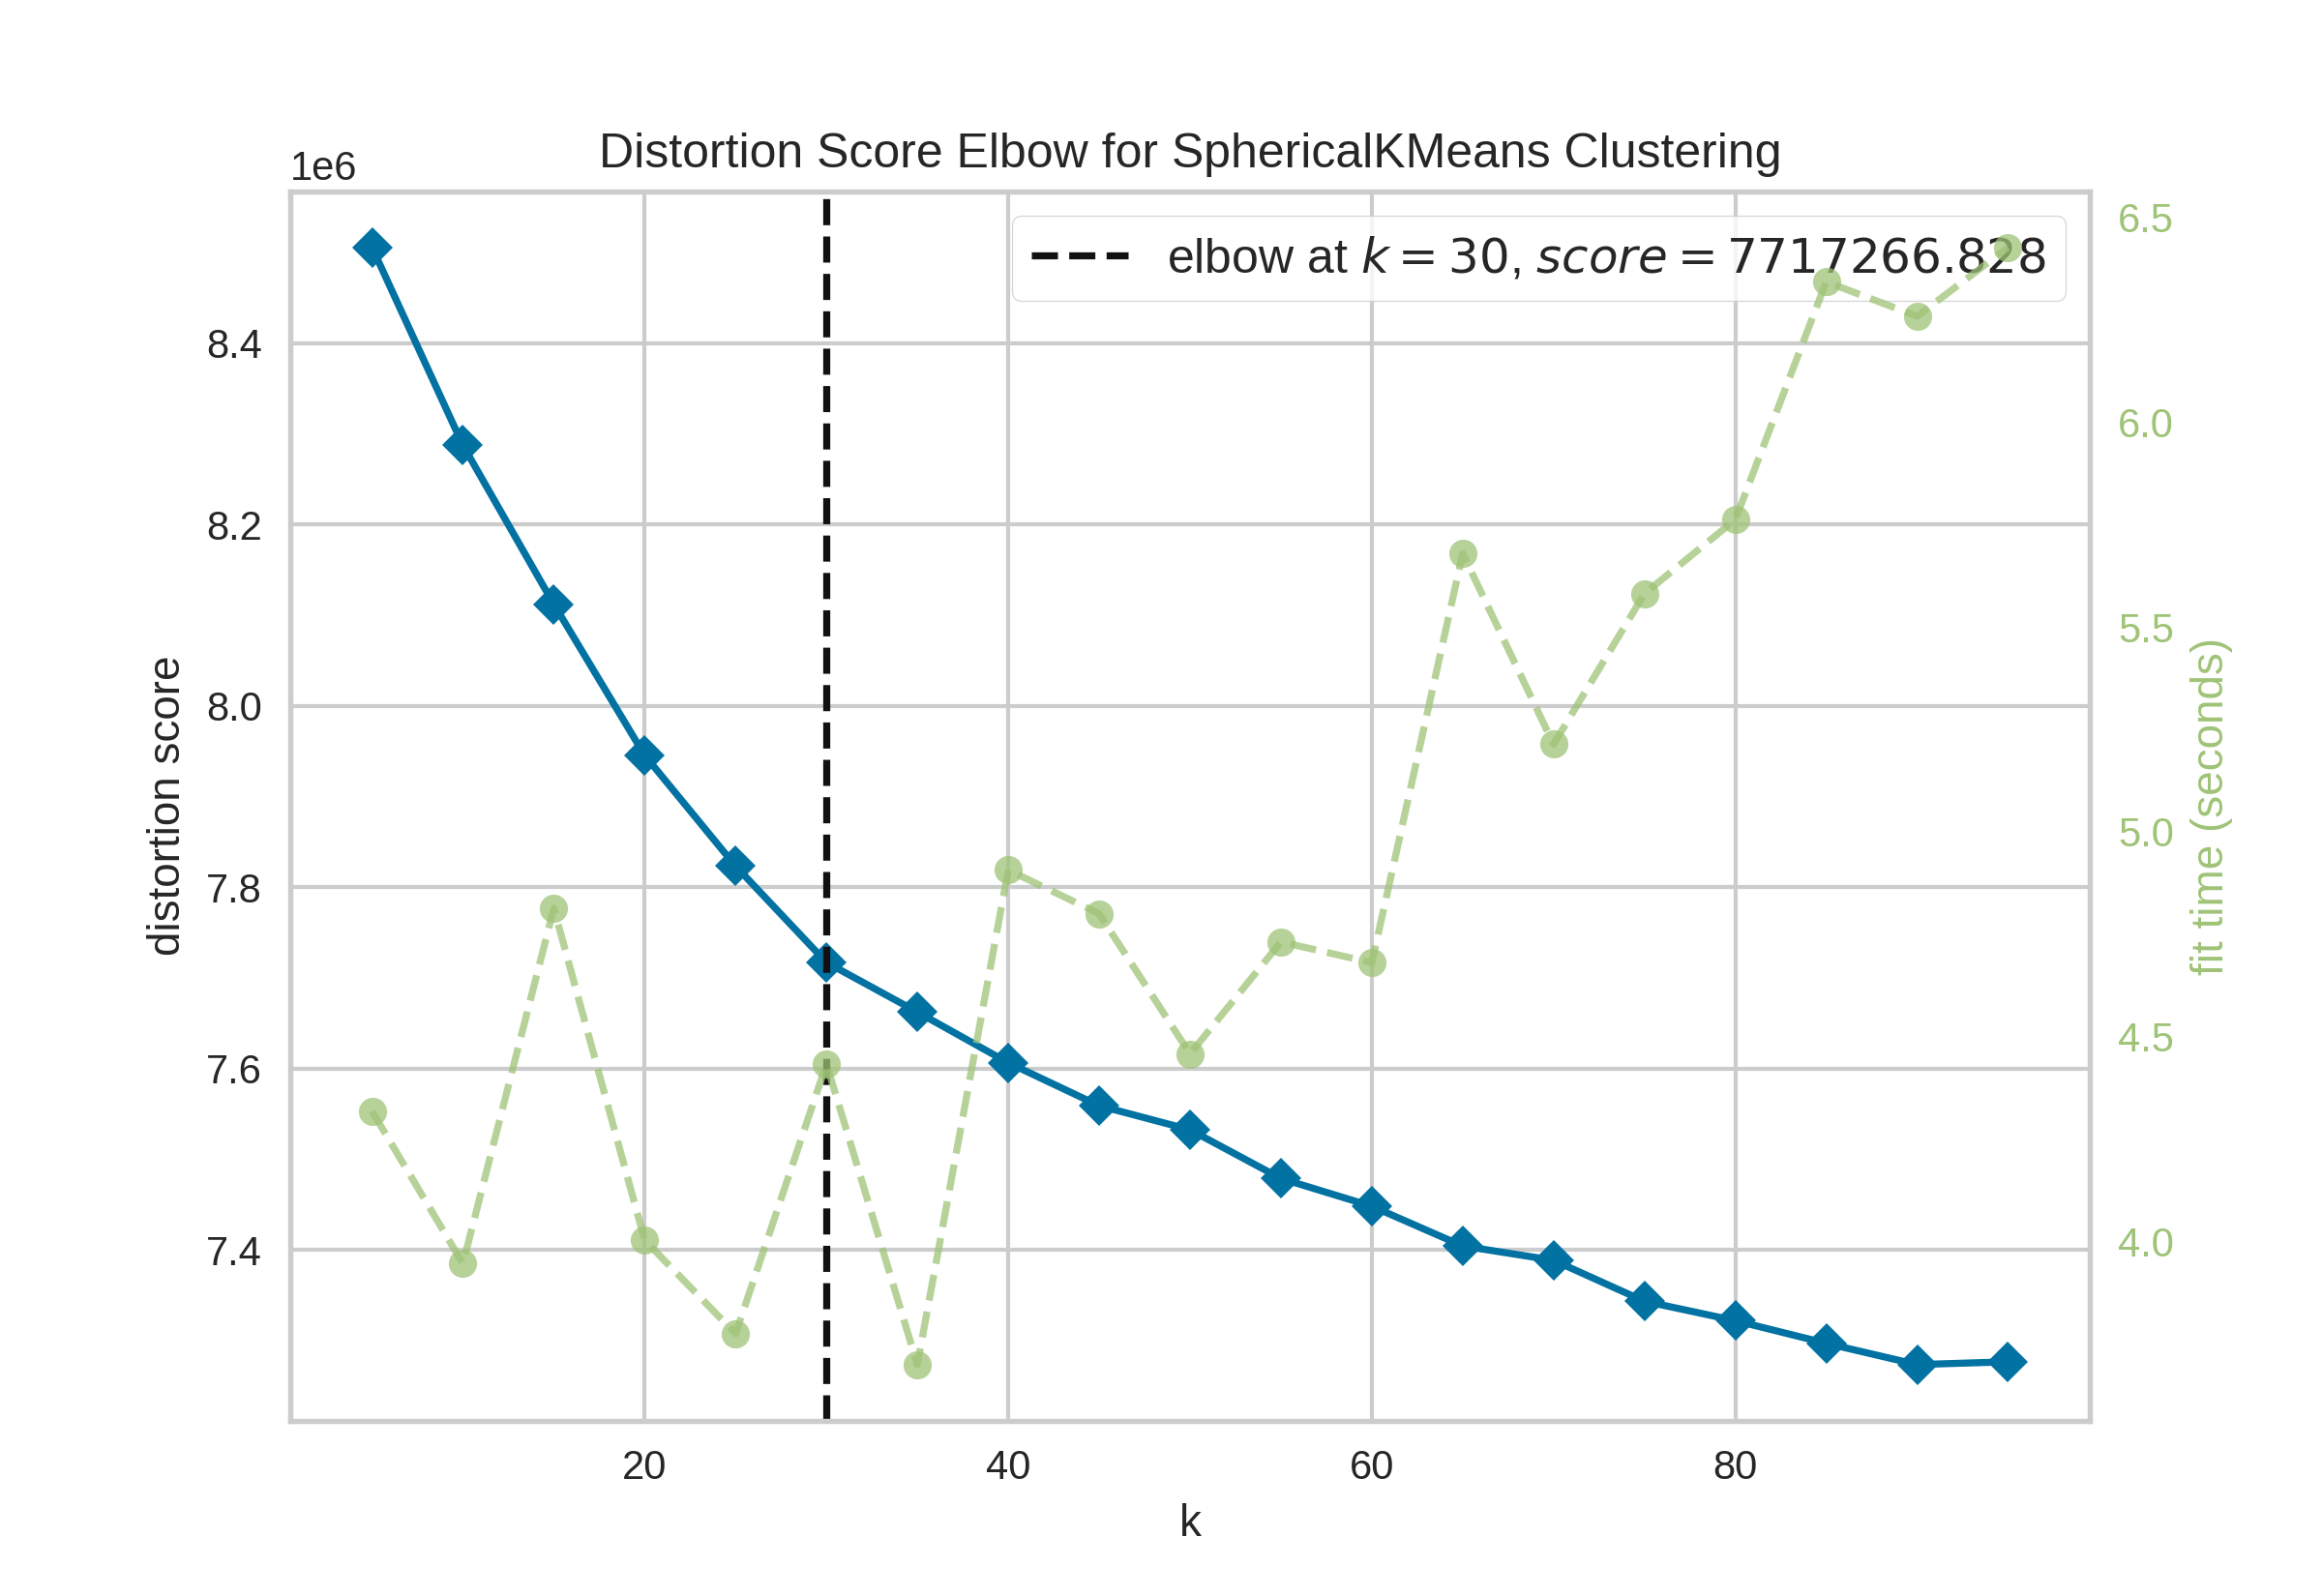 Distortion Score Elbow for SphericalKMeans Clustering
1e6
elbow at k = 30, score = 7717266.828
8.4
8.2
8.0
7.8
7.6
7.4
distortion score
6.5
6.0
5.5
5.0
4.5
4.0
fit time (seconds)
20 40 60 80
k